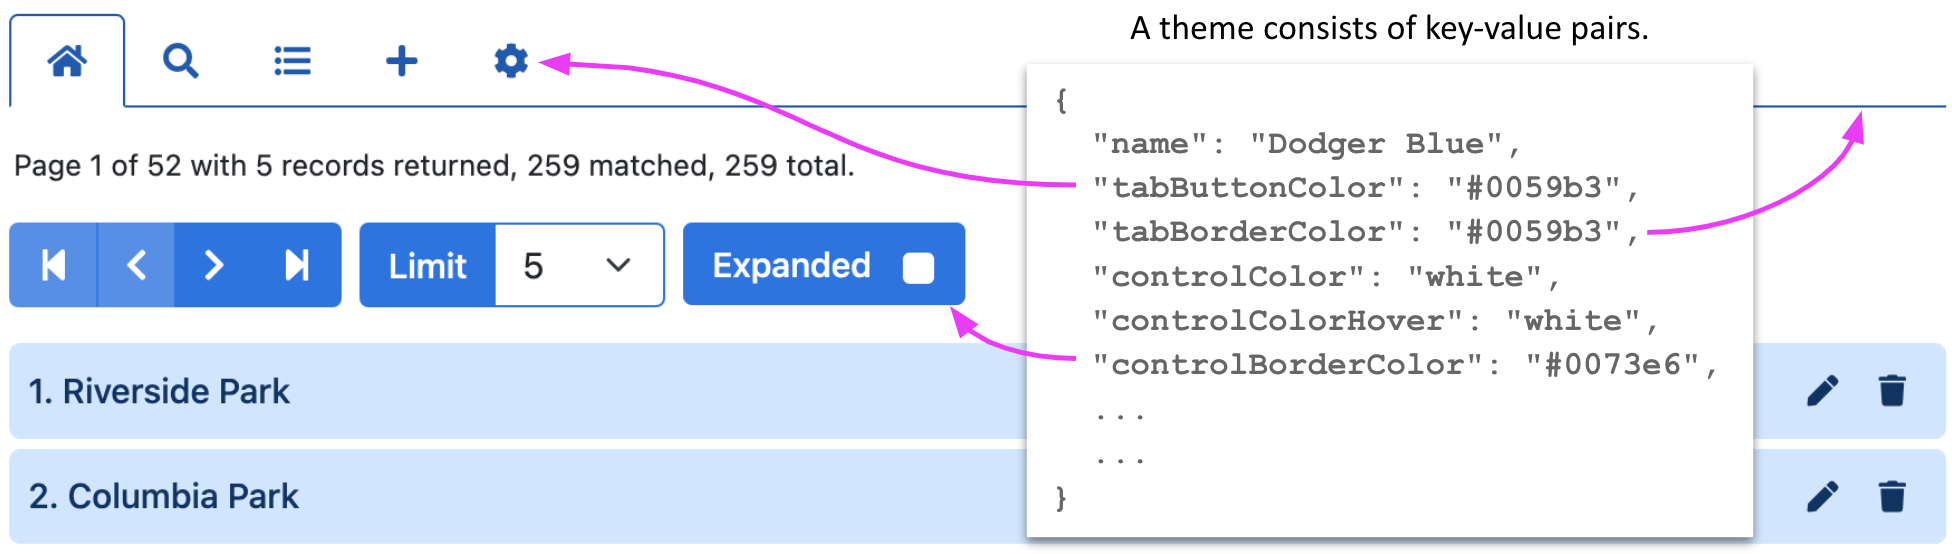 A theme consists of key-value pairs.
Page 1 of 52 with 5 records returned, 259 matched, 259 total.
Limit 5 Expanded
1. Riverside Park
2. Columbia Park
{
"name": "Dodger Blue",
"tabButtonColor": "#0059b3",
"tabBorderColor": "#0059b3",
"controlColor": "white",
"controlColorHover": "white",
"controlBorderColor": "#0073e6",
...
...
}